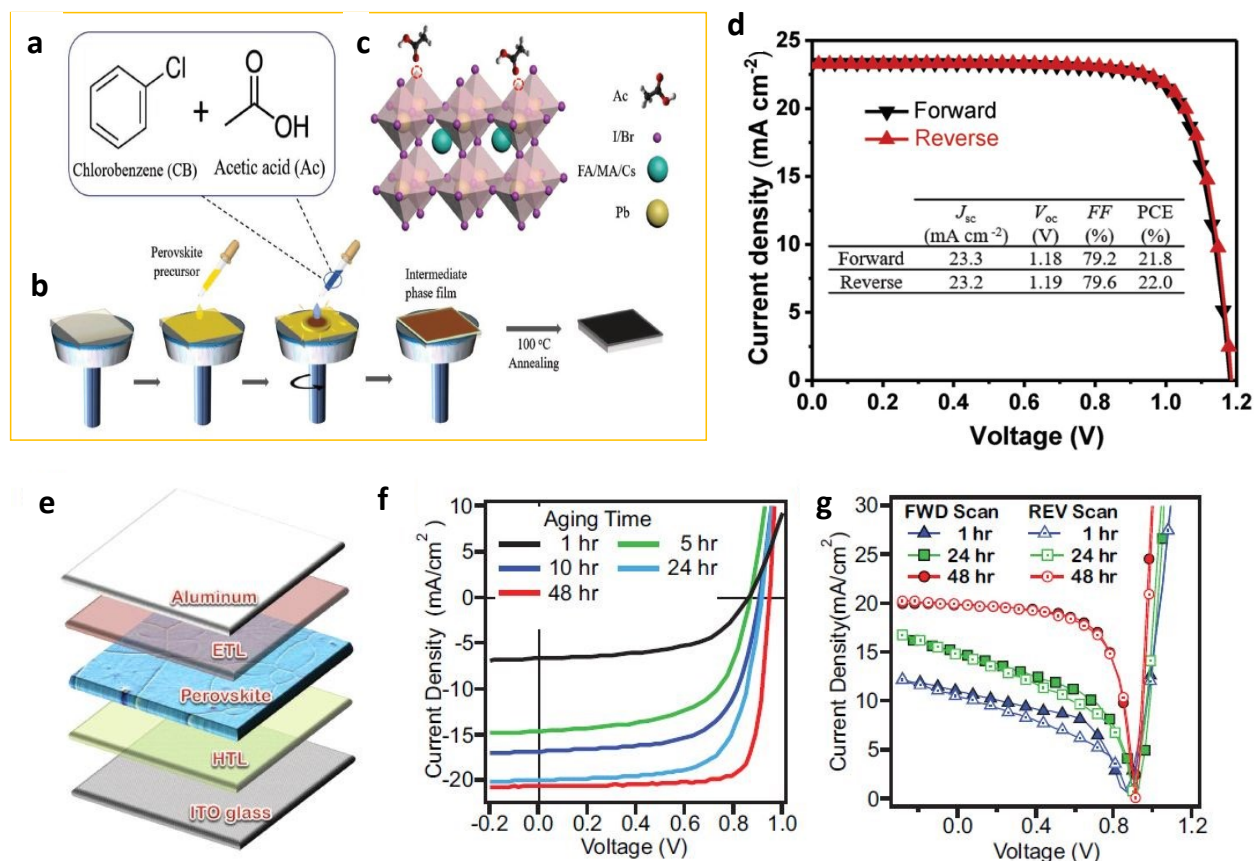 a
Cl
+
O
OH
Chlorobenzene (CB)
Acetic acid (Ac)
c
Ac
I/Br
FA/MA/Cs
Pb
b
Perovskite
precursor
Intermediate
phase film
100 °C
Annealing
d
Current density (mA cm⁻²)
25
20
15
10
5
0
Forward
Reverse
Jsc Voc FF PCE
(mA cm⁻²) (V) (%) (%)
Forward 23.3 1.18 79.2 21.8
Reverse 23.2 1.19 79.6 22.0
0.0 0.2 0.4 0.6 0.8 1.0 1.2
Voltage (V)
e
Aluminum
ETL
Perovskite
HTL
ITO glass
f
Current Density (mA/cm²)
10
5
0
-5
-10
-15
-20
Aging Time
1 hr 5 hr
10 hr 24 hr
48 hr
-0.2 0.0 0.2 0.4 0.6 0.8 1.0
Voltage (V)
g
Current Density(mA/cm²)
30
25
20
15
10
5
0
FWD Scan REV Scan
1 hr 1 hr
24 hr 24 hr
48 hr 48 hr
0.0 0.4 0.8 1.2
Voltage (V)